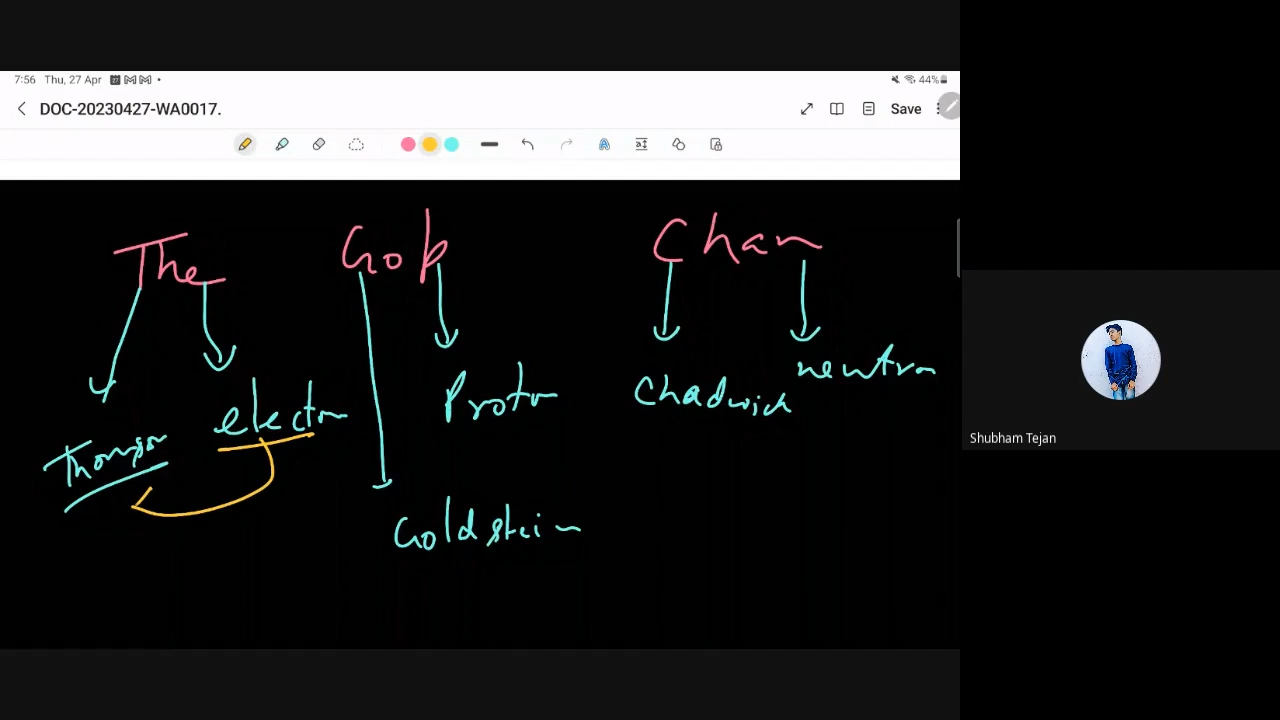 7:56 Thu, 27 Apr
44%
DOC-20230427-WA0017.
Save
The Gop Chan
Thomson electron Proton Chadwick neutron
Goldstein
Shubham Tejan